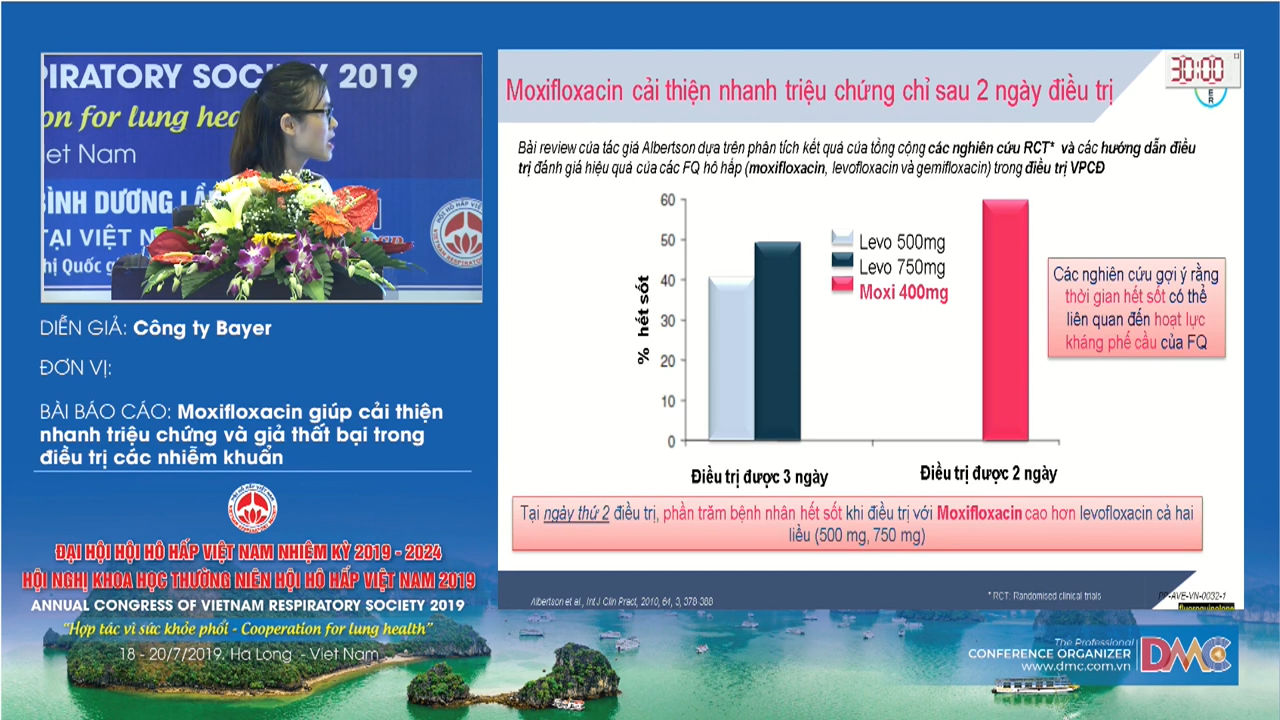 PIRATORY SOCIETY 2019
on for lung hea
et Nam
BÌNH DƯƠNG LẦ
TẠI VIỆT N
hị Quốc g
DIỄN GIẢ: Công ty Bayer
ĐƠN VỊ:
BÀI BÁO CÁO: Moxifloxacin giúp cải thiện
nhanh triệu chứng và giả thất bại trong
điều trị các nhiễm khuẩn
ĐẠI HỘI HỘI HÔ HẤP VIỆT NAM NHIỆM KỲ 2019 - 2024
HỘI NGHỊ KHOA HỌC THƯỜNG NIÊN HỘI HÔ HẤP VIỆT NAM 2019
ANNUAL CONGRESS OF VIETNAM RESPIRATORY SOCIETY 2019
"Hợp tác vì sức khỏe phổi - Cooperation for lung health"
18 - 20/7/2019. Ha Long - Viet Nam
Moxifloxacin cải thiện nhanh triệu chứng chỉ sau 2 ngày điều trị
30:00
ER
Bài review của tác giả Albertson dựa trên phân tích kết quả của tổng cộng các nghiên cứu RCT* và các hướng dẫn điều
trị đánh giá hiệu quả của các FQ hô hấp (moxifloxacin, levofloxacin và gemifloxacin) trong điều trị VPCĐ
60
50
40
30
20
10
0
% hết sốt
Levo 500mg
Levo 750mg
Moxi 400mg
Điều trị được 3 ngày
Điều trị được 2 ngày
Các nghiên cứu gợi ý rằng
thời gian hết sốt có thể
liên quan đến hoạt lực
kháng phế cầu của FQ
Tại ngày thứ 2 điều trị, phần trăm bệnh nhân hết sốt khi điều trị với Moxifloxacin cao hơn levofloxacin cả hai
liều (500 mg, 750 mg)
Albertson et al., Int J Clin Pract, 2010, 64, 3, 378-388
* RCT: Randomised clinical trials
PP-AVE-VN-0032-1
fluoroquinolone
The Professional
CONFERENCE ORGANIZER
www.dmc.com.vn
DMC